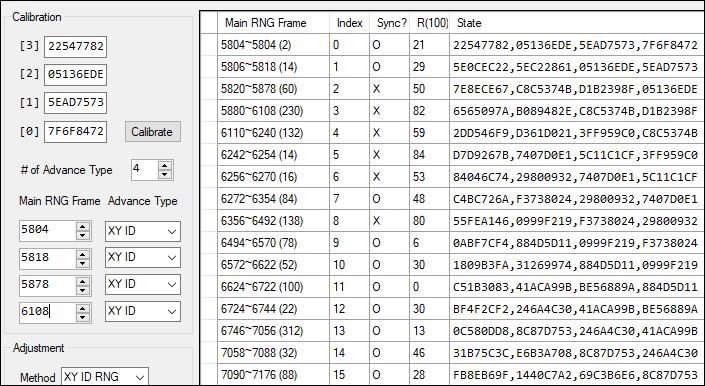 Calibration
[3] 22547782
[2] 05136EDE
[1] 5EAD7573
[0] 7F6F8472 Calibrate
# of Advance Type 4
Main RNG Frame Advance Type
5804 XY ID
5818 XY ID
5878 XY ID
6108 XY ID
Adjustment
Method XY ID RNG
Main RNG Frame Index Sync? R(100) State
5804~5804 (2) 0 O 21 22547782,05136EDE,5EAD7573,7F6F8472
5806~5818 (14) 1 O 29 5E0CEC22,5EC22861,05136EDE,5EAD7573
5820~5878 (60) 2 X 50 7E8ECE67,C8C5374B,D1B2398F,05136EDE
5880~6108 (230) 3 X 82 6565097A,B089482E,C8C5374B,D1B2398F
6110~6240 (132) 4 X 59 2DD546F9,D361D021,3FF959C0,C8C5374B
6242~6254 (14) 5 X 84 D7D9267B,7407D0E1,5C11C1CF,3FF959C0
6256~6270 (16) 6 X 53 84046C74,29800932,7407D0E1,5C11C1CF
6272~6354 (84) 7 O 48 C4BC726A,F3738024,29800932,7407D0E1
6356~6492 (138) 8 X 80 55FEA146,0999F219,F3738024,29800932
6494~6570 (78) 9 O 6 0ABF7CF4,884D5D11,0999F219,F3738024
6572~6622 (52) 10 O 30 1809B3FA,31269974,884D5D11,0999F219
6624~6722 (100) 11 O 0 C51B3083,41ACA99B,BE56889A,884D5D11
6724~6744 (22) 12 O 30 BF4F2CF2,246A4C30,41ACA99B,BE56889A
6746~7056 (312) 13 O 13 0C580DD8,8C87D753,246A4C30,41ACA99B
7058~7088 (32) 14 O 46 31B75C3C,E6B3A708,8C87D753,246A4C30
7090~7176 (88) 15 O 28 FB8EB69F,1440C7A2,69C3B6E6,8C87D753